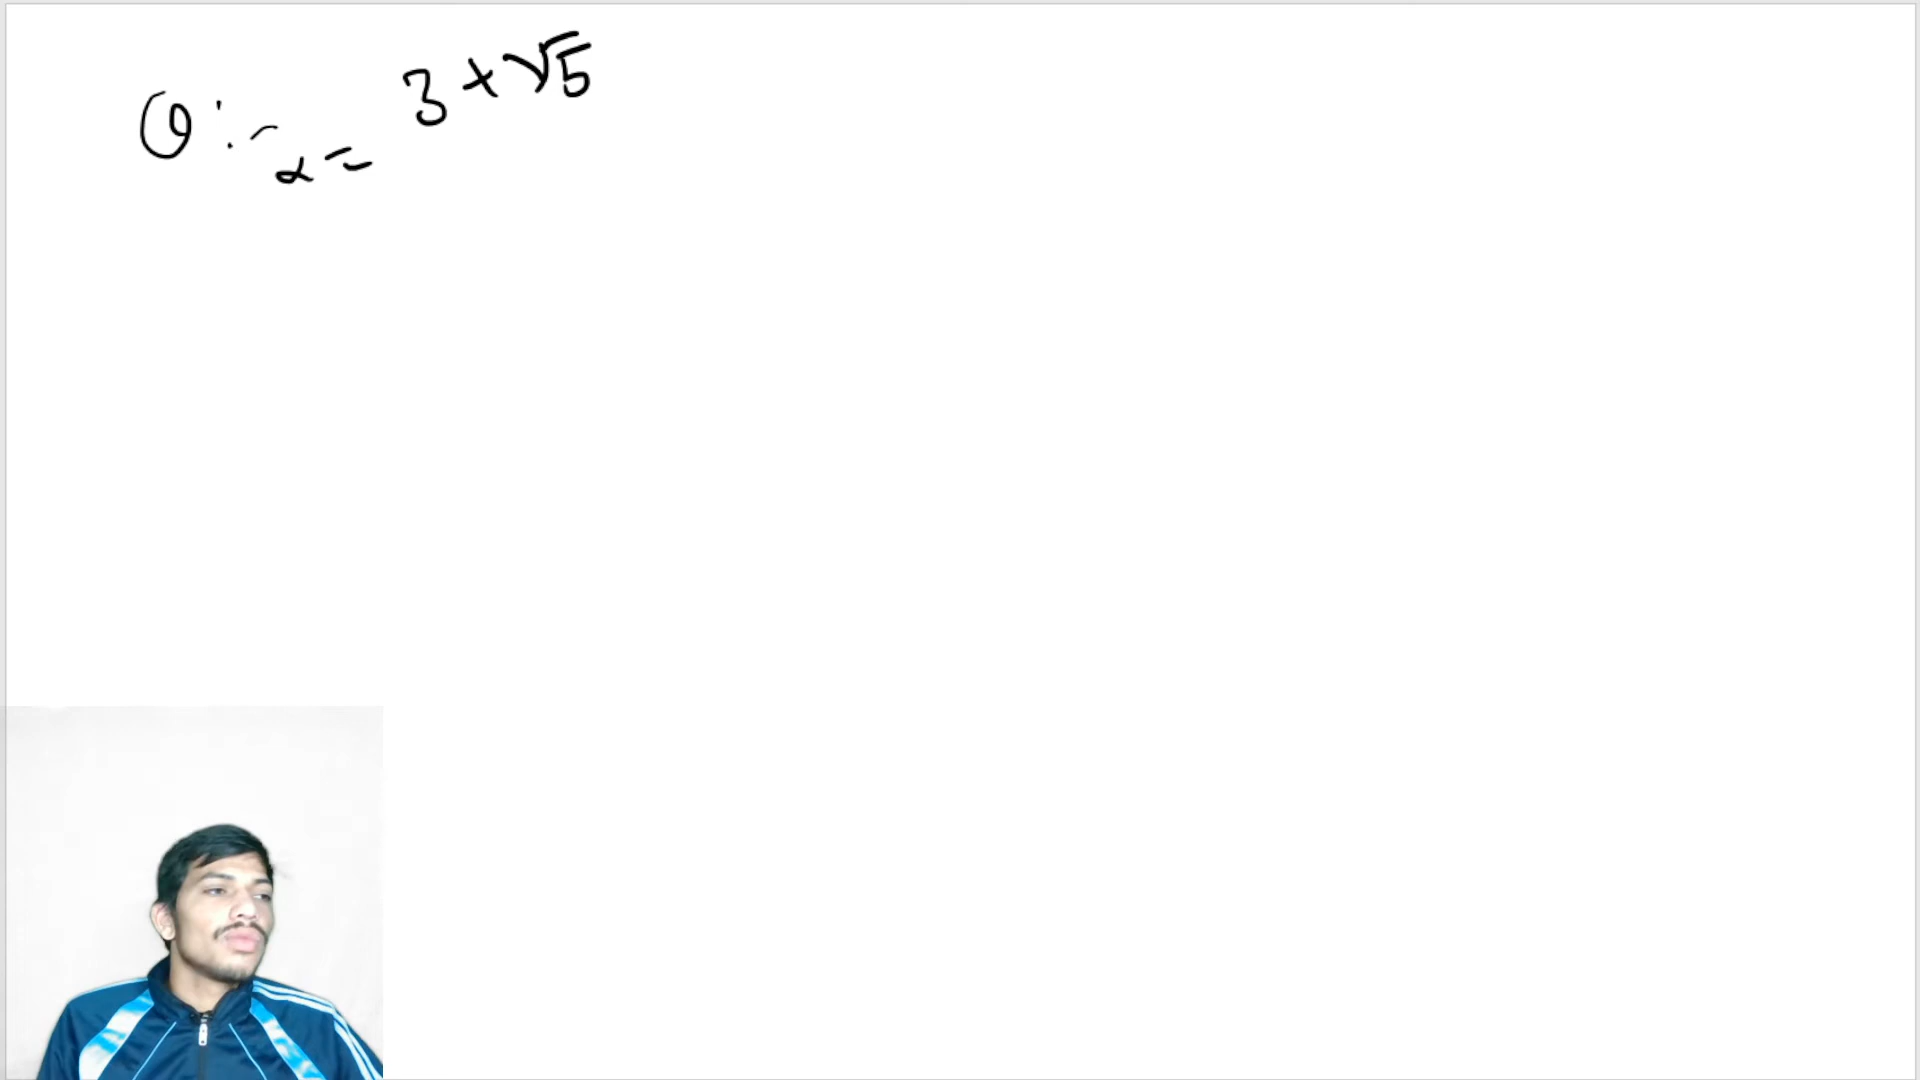 Q:- α = 3+√5